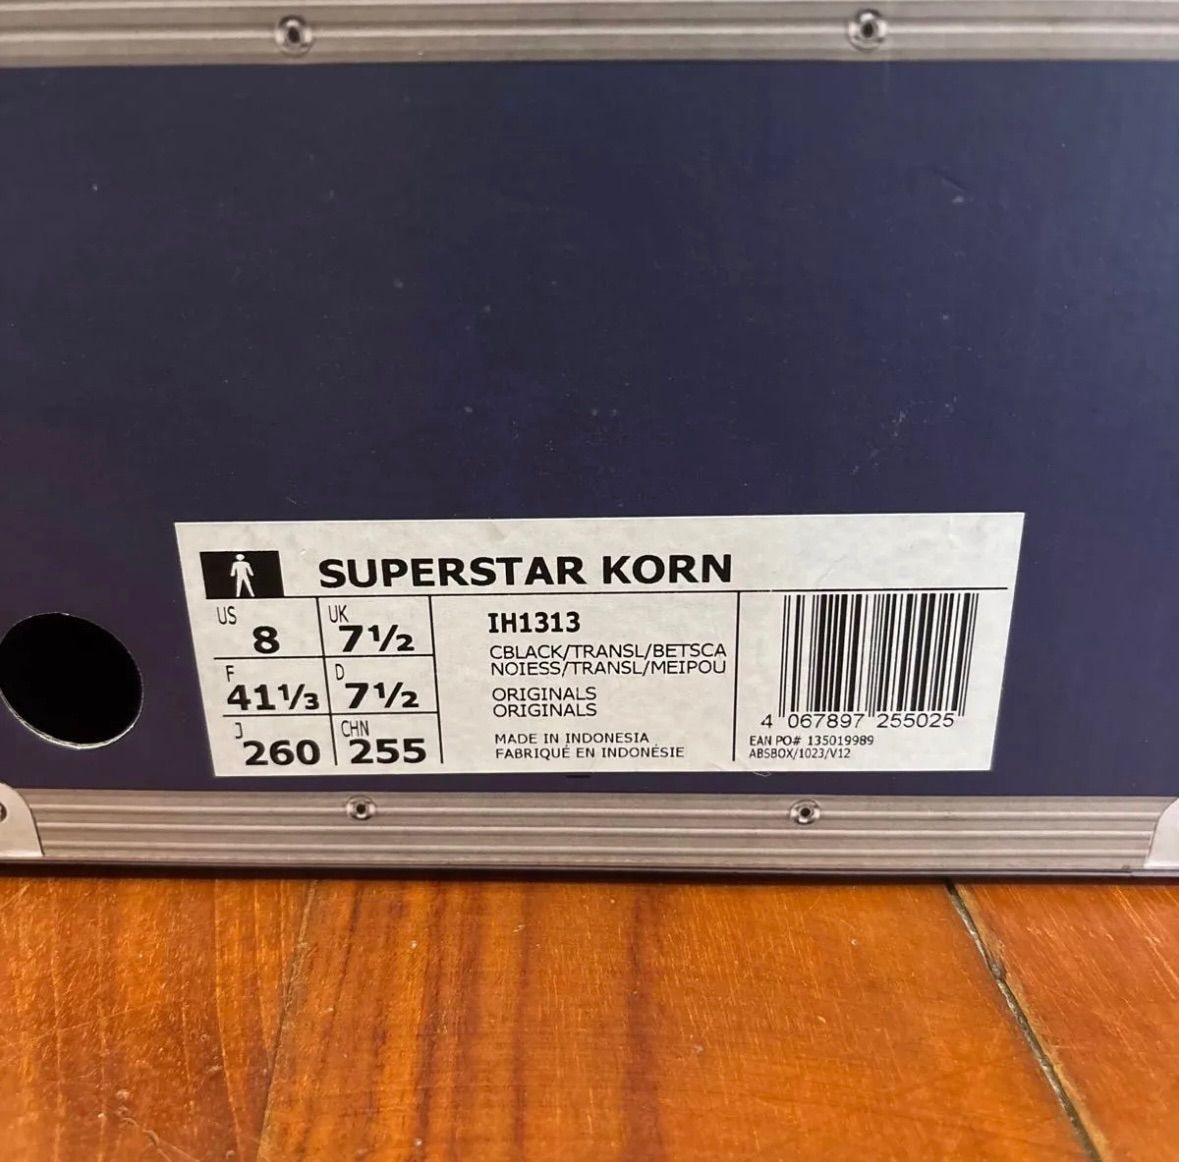 SUPERSTAR KORN
US
8
UK
7½
F
41⅓
D
7½
J
260
CHN
255
IH1313
CBLACK/TRANSL/BETSCA
NOIESS/TRANSL/MEIPOU
ORIGINALS
ORIGINALS
MADE IN INDONESIA
FABRIQUÉ EN INDONÉSIE
4 067897 255025
EAN PO# 135019989
ABSBOX/1023/V12